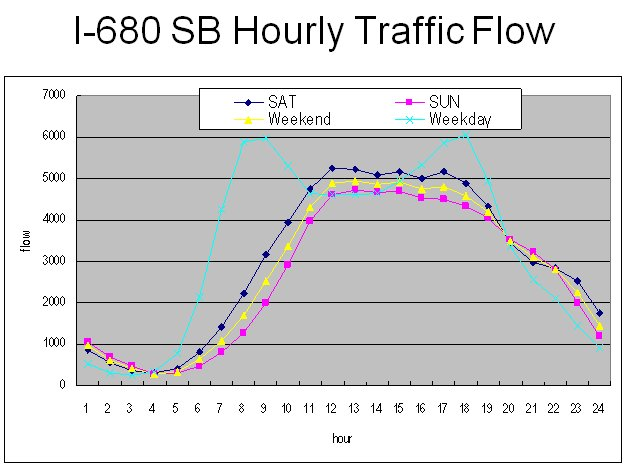 I-680 SB Hourly Traffic Flow
SAT SUN
Weekend Weekday
7000
6000
5000
4000
3000
2000
1000
0
flow
1 2 3 4 5 6 7 8 9 10 11 12 13 14 15 16 17 18 19 20 21 22 23 24
hour